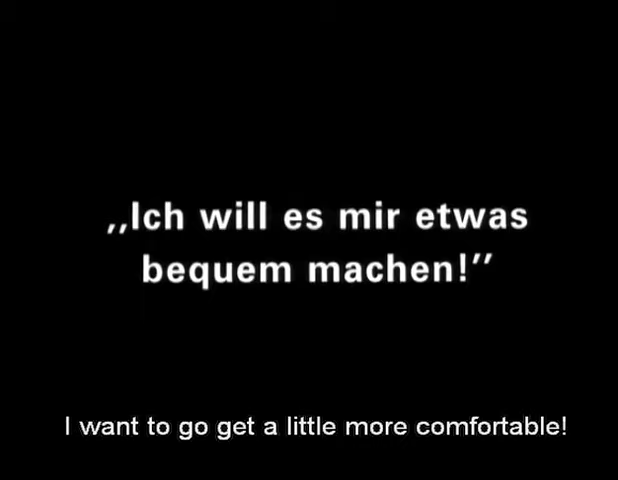 „Ich will es mir etwas
bequem machen!”
I want to go get a little more comfortable!